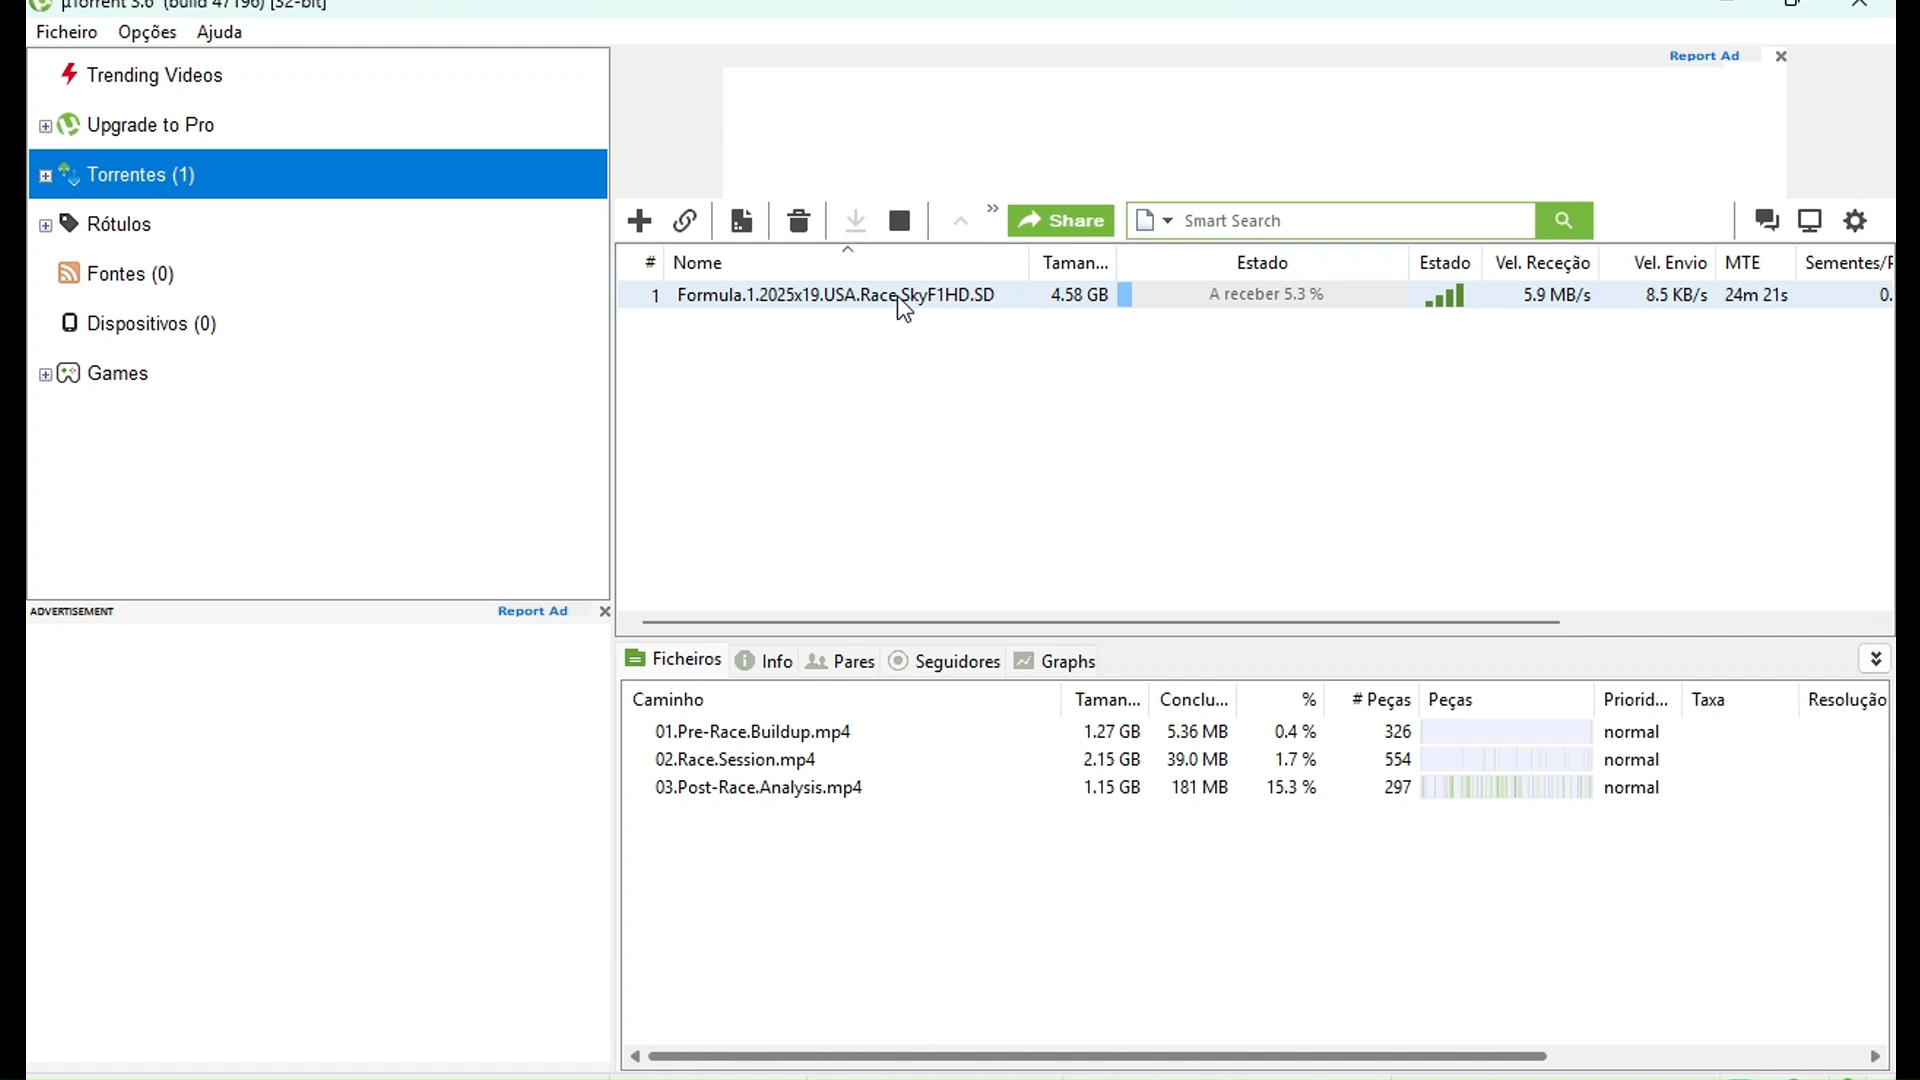 µTorrent 3.6 (build 47196) [32-bit]
Ficheiro Opções Ajuda
Trending Videos
Upgrade to Pro
Torrentes (1)
Rótulos
Fontes (0)
Dispositivos (0)
Games
ADVERTISEMENT Report Ad
Report Ad
Share Smart Search
# Nome Taman... Estado Estado Vel. Receção Vel. Envio MTE Sementes/
1 Formula.1.2025x19.USA.Race.SkyF1HD.SD 4.58 GB A receber 5.3 % 5.9 MB/s 8.5 KB/s 24m 21s 0.
Ficheiros Info Pares Seguidores Graphs
Caminho Taman... Conclu... % # Peças Peças Priorid... Taxa Resolução
01.Pre-Race.Buildup.mp4 1.27 GB 5.36 MB 0.4 % 326 normal
02.Race.Session.mp4 2.15 GB 39.0 MB 1.7 % 554 normal
03.Post-Race.Analysis.mp4 1.15 GB 181 MB 15.3 % 297 normal